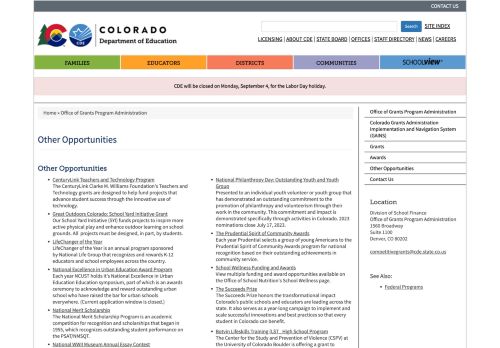 CONTACT US
COLORADO
Department of Education
CDE
Search
SITE INDEX
LICENSING | ABOUT CDE | STATE BOARD | OFFICES | STAFF DIRECTORY | NEWS | CAREERS
FAMILIES
EDUCATORS
DISTRICTS
COMMUNITIES
SCHOOLVIEW
CDE will be closed on Monday, September 4, for the Labor Day holiday.
Home > Office of Grants Program Administration
Other Opportunities
Other Opportunities
CenturyLink Teachers and Technology Program
The CenturyLink Clarke M. Williams Foundation's Teachers and
Technology grants are designed to help fund projects that
advance student success through the innovative use of
technology.
Great Outdoors Colorado: School Yard Initiative Grant
Our School Yard Initiative (SYI) funds projects to inspire more
active physical play and enhance outdoor learning on school
grounds. All projects must be designed, in part, by students.
LifeChanger of the Year
LifeChanger of the Year is an annual program sponsored
by National Life Group that recognizes and rewards K-12
educators and school employees across the country.
National Excellence in Urban Education Award Program
Each year NCUST holds it's National Excellence in Urban
Education Education symposium, part of which is an awards
ceremony to acknowledge and reward outstanding urban
school who have raised the bar for urban schools
everywhere. (Current application window is closed.)
National Merit Scholarship
The National Merit Scholarship Program is an academic
competition for recognition and scholarships that began in
1955, which recognizes outstanding student performance on
the PSAT/NMSQT.
National WWII Museum Annual Essay Contest
National Philanthropy Day: Outstanding Youth and Youth
Group
Presented to an individual youth volunteer or youth group that
has demonstrated an outstanding commitment to the
promotion of philanthropy and volunteerism through their
work in the community. This commitment and impact is
demonstrated specifically through activities in Colorado. 2023
nominations close July 17, 2023.
The Prudential Spirit of Community Awards
Each year Prudential selects a group of young Americans to the
Prudential Spirit of Community Awards program for national
recognition based on their outstanding achievements in
community service.
School Wellness Funding and Awards
View multiple funding and award opportunities available on
the Office of School Nutrition's School Wellness page.
The Succeeds Prize
The Succeeds Prize honors the transformational impact
Colorado's public schools and educators are leading across the
state. It also serves as a year-long campaign to implement and
scale successful innovations and best practices so that every
student in Colorado can benefit.
Botvin Lifeskills Training (LST) High School Program
The Center for the Study and Prevention of Violence (CSPV) at
the University of Colorado Boulder is offering a grant to
Office of Grants Program Administration
Colorado Grants Administration
Implementation and Navigation System
(GAINS)
Grants
Awards
Other Opportunities
Contact Us
Location
Division of School Finance
Office of Grants Program Administration
1560 Broadway
Suite 1100
Denver, CO 80202
competitivegrants@cde.state.co.us
See Also:
Federal Programs